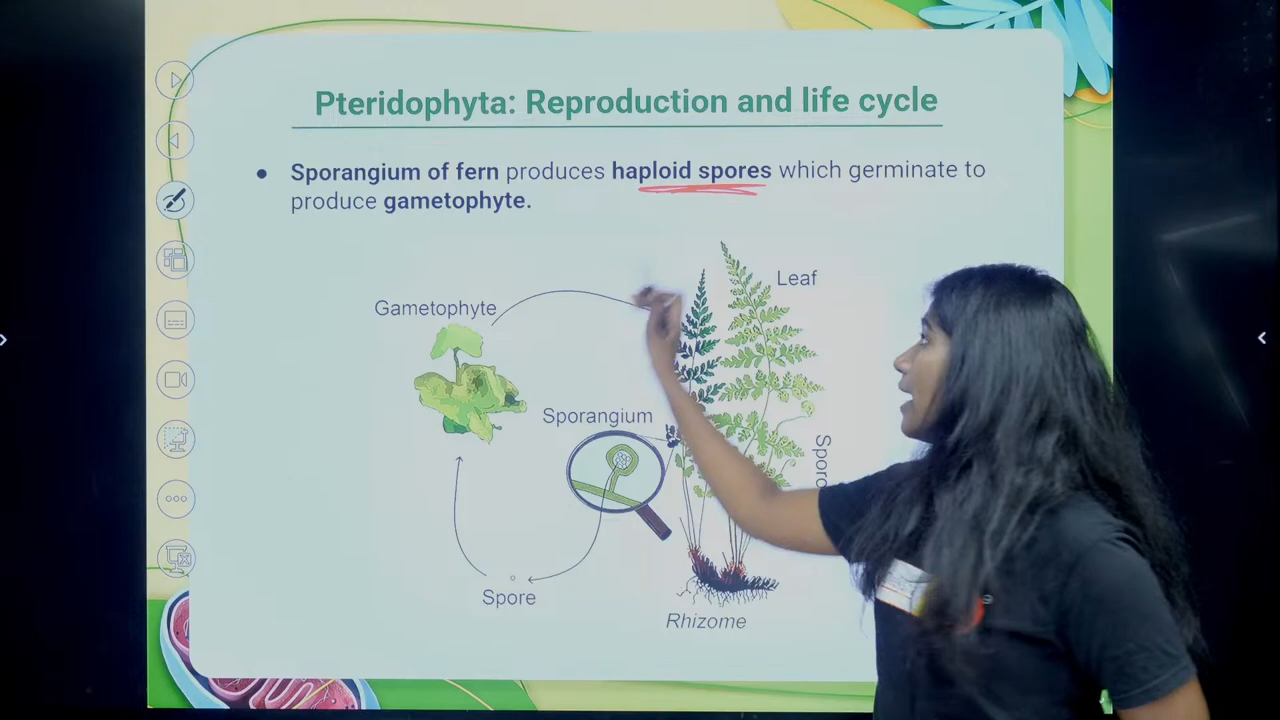 Pteridophyta: Reproduction and life cycle
● Sporangium of fern produces haploid spores which germinate to
produce gametophyte.
Leaf
Gametophyte
Sporangium
Spore
Rhizome